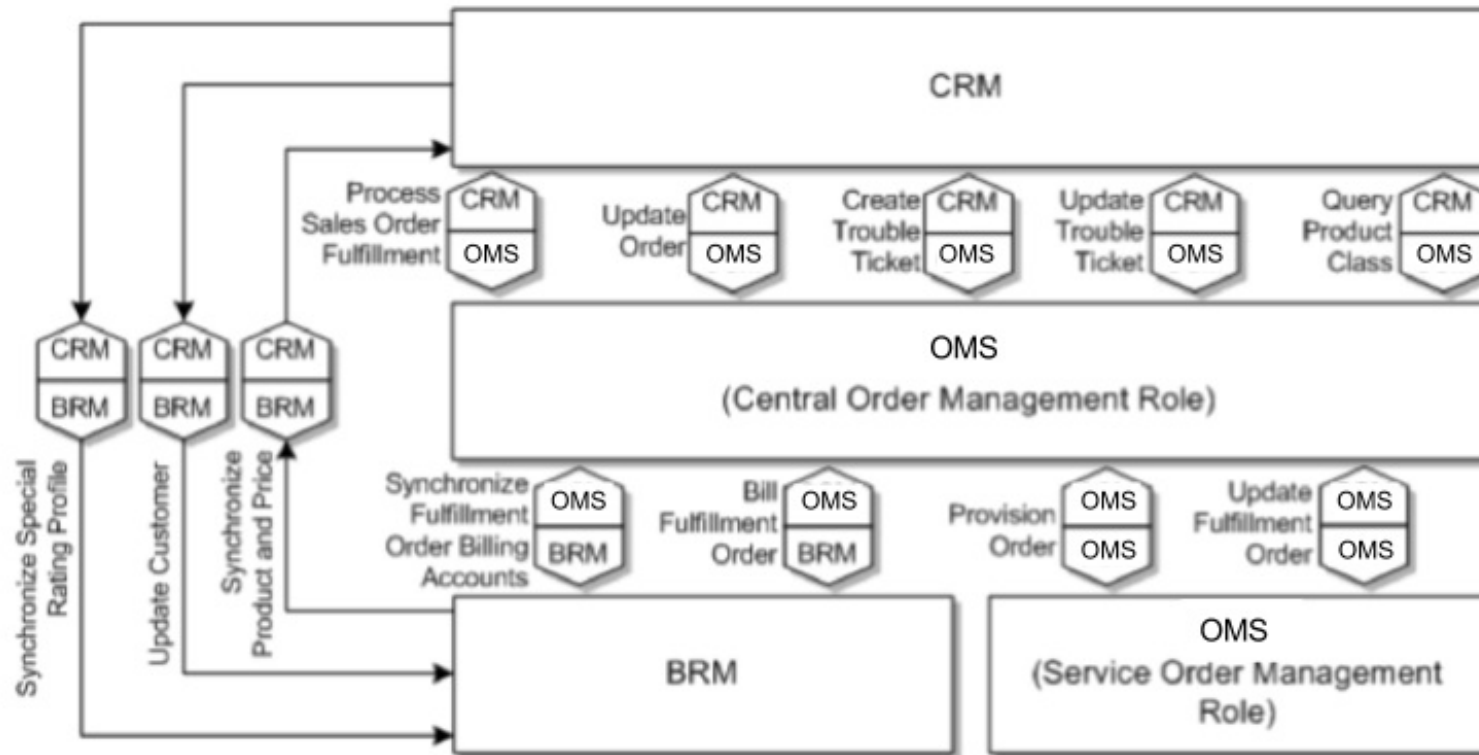 CRM
Process
Sales Order
Fulfillment
CRM
OMS
Update
Order
CRM
OMS
Create
Trouble
Ticket
CRM
OMS
Update
Trouble
Ticket
CRM
OMS
Query
Product
Class
CRM
OMS
CRM
BRM
CRM
BRM
CRM
BRM
OMS
(Central Order Management Role)
Synchronize Special
Rating Profile
Update Customer
Synchronize
Product and Price
Synchronize
Fulfillment
Order Billing
Accounts
OMS
BRM
Bill
Fulfillment
Order
OMS
BRM
Provision
Order
OMS
OMS
Update
Fulfillment
Order
OMS
OMS
BRM
OMS
(Service Order Management
Role)